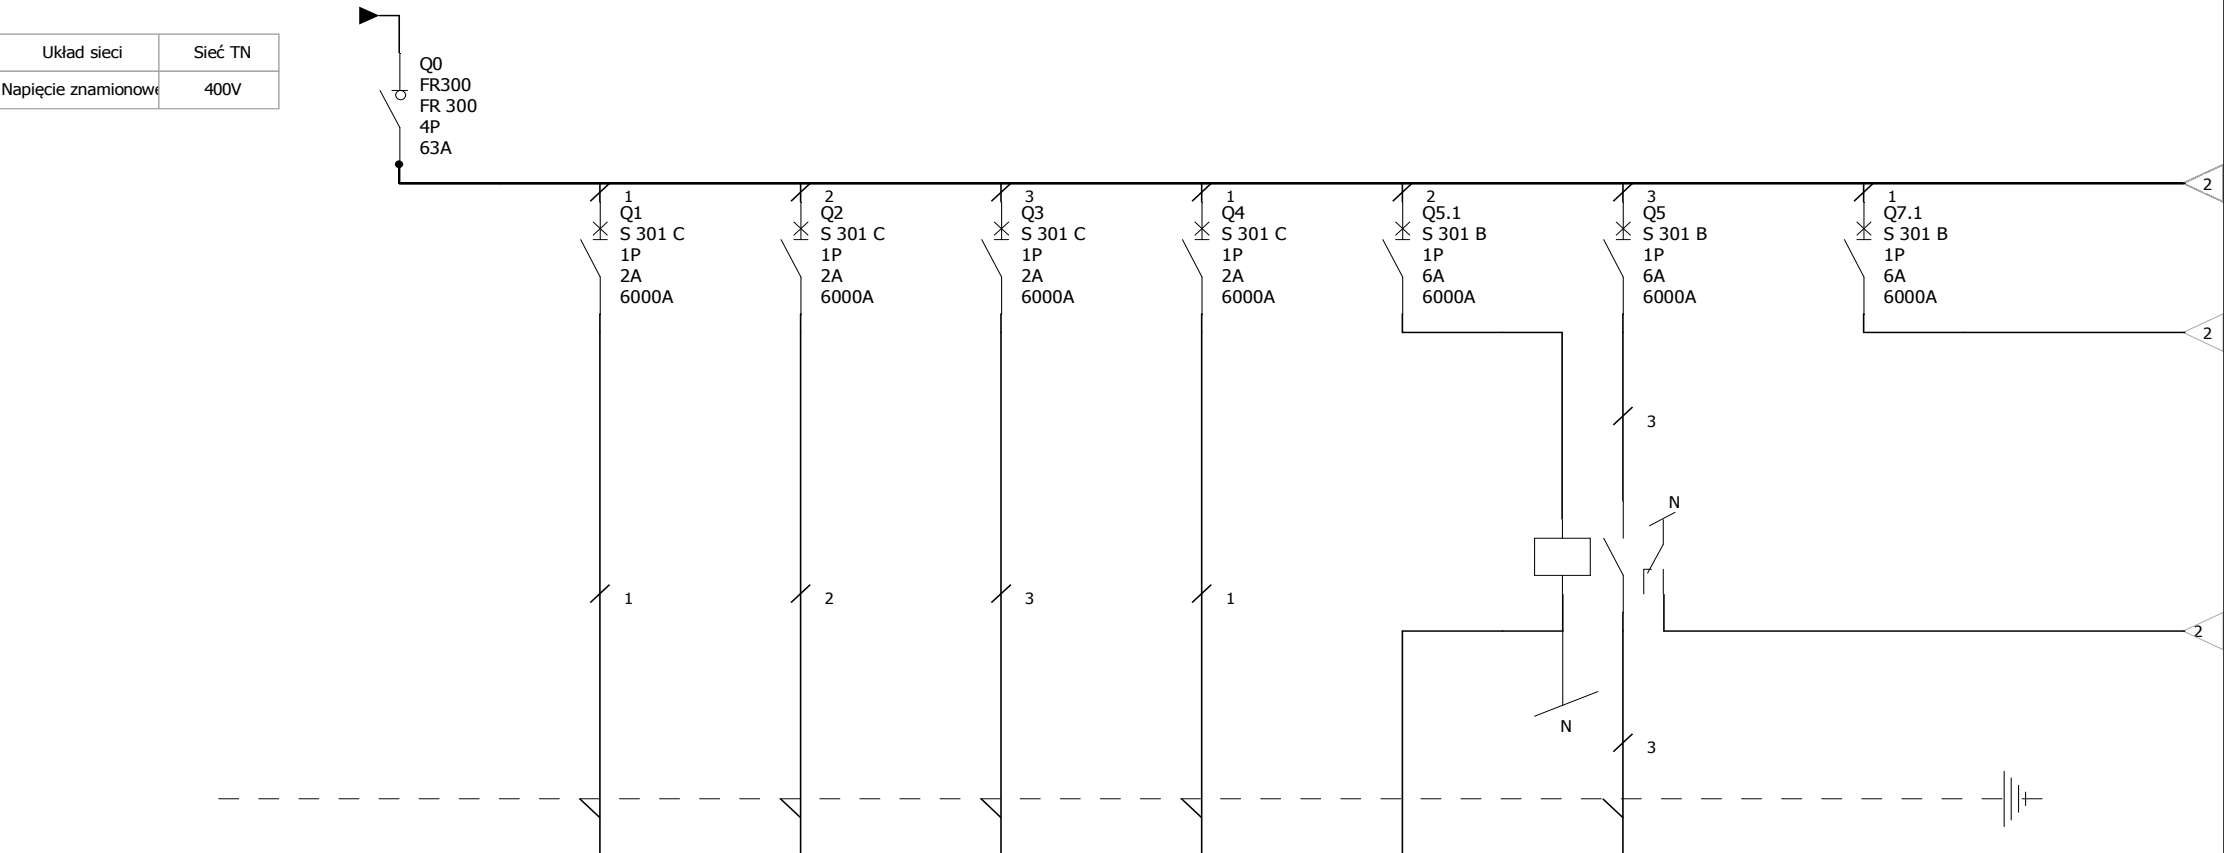 Układ sieci
Sieć TN
Napięcie znamionowe
400V
Q0
FR300
FR 300
4P
63A
2
1
Q1
S 301 C
1P
2A
6000A
2
Q2
S 301 C
1P
2A
6000A
3
Q3
S 301 C
1P
2A
6000A
1
Q4
S 301 C
1P
2A
6000A
2
Q5.1
S 301 B
1P
6A
6000A
3
Q5
S 301 B
1P
6A
6000A
1
Q7.1
S 301 B
1P
6A
6000A
2
3
N
1
2
3
1
2
N
3